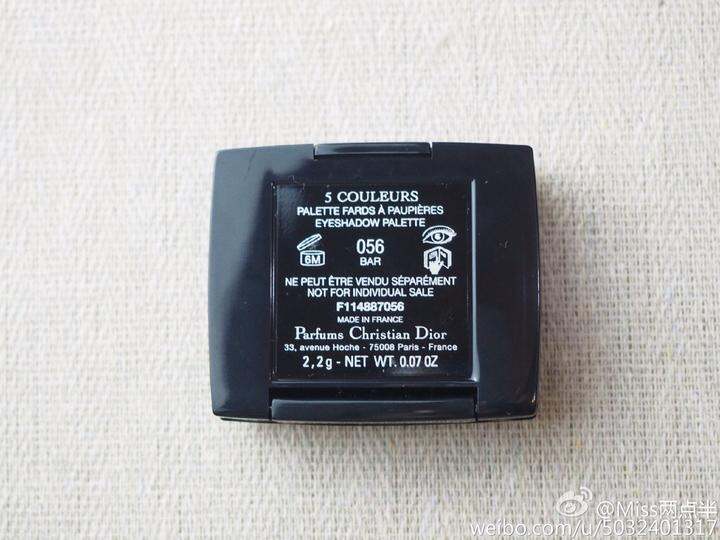 5 COULEURS
PALETTE FARDS À PAUPIÈRES
EYESHADOW PALETTE
6M
056
BAR
NE PEUT ÊTRE VENDU SÉPARÉMENT
NOT FOR INDIVIDUAL SALE
F114887056
MADE IN FRANCE
Parfums Christian Dior
33, avenue Hoche - 75008 Paris - France
2,2g - NET WT. 0.07 OZ
@Miss两点半
weibo.com/u/5032401317